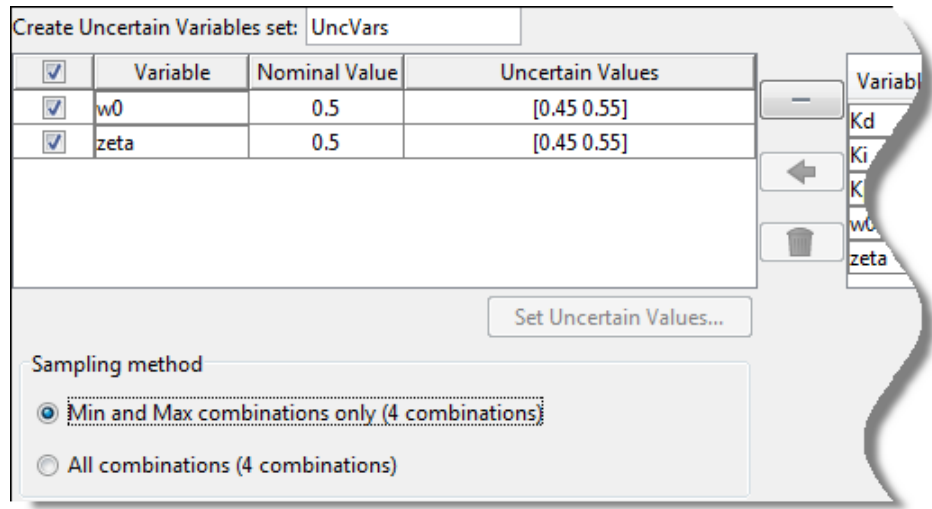 Create Uncertain Variables set: UncVars
Variable Nominal Value Uncertain Values
w0 0.5 [0.45 0.55]
zeta 0.5 [0.45 0.55]
Set Uncertain Values...
Sampling method
Min and Max combinations only (4 combinations)
All combinations (4 combinations)
Kd
Ki
w0
zeta